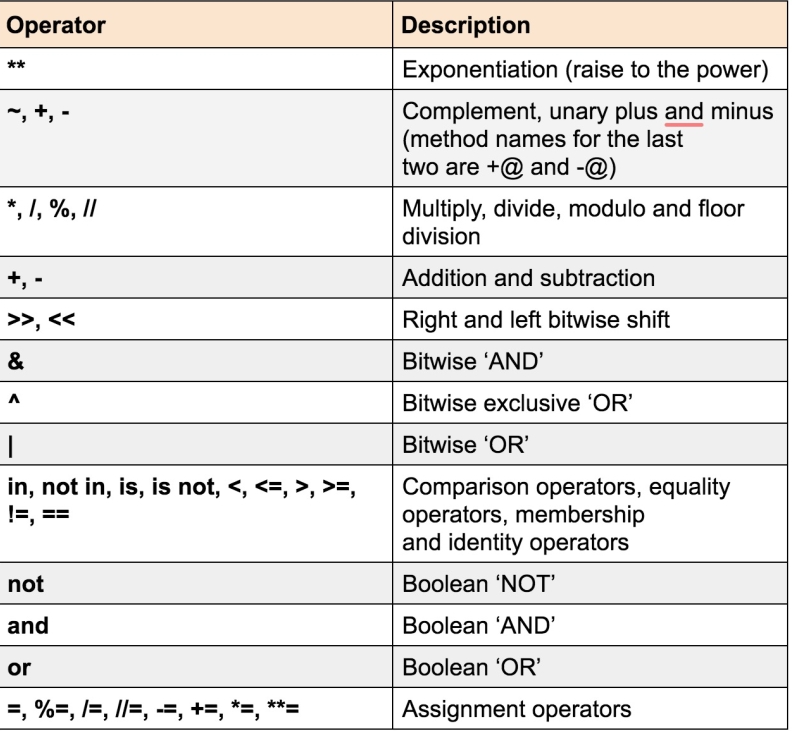 Operator Description
** Exponentiation (raise to the power)
~, +, - Complement, unary plus and minus
(method names for the last
two are +@ and -@)
*, /, %, // Multiply, divide, modulo and floor
division
+, - Addition and subtraction
>>, << Right and left bitwise shift
& Bitwise ‘AND’
^ Bitwise exclusive ‘OR’
| Bitwise ‘OR’
in, not in, is, is not, <, <=, >, >=, Comparison operators, equality
!=, == operators, membership
and identity operators
not Boolean ‘NOT’
and Boolean ‘AND’
or Boolean ‘OR’
=, %=, /=, //=, -=, +=, *=, **= Assignment operators